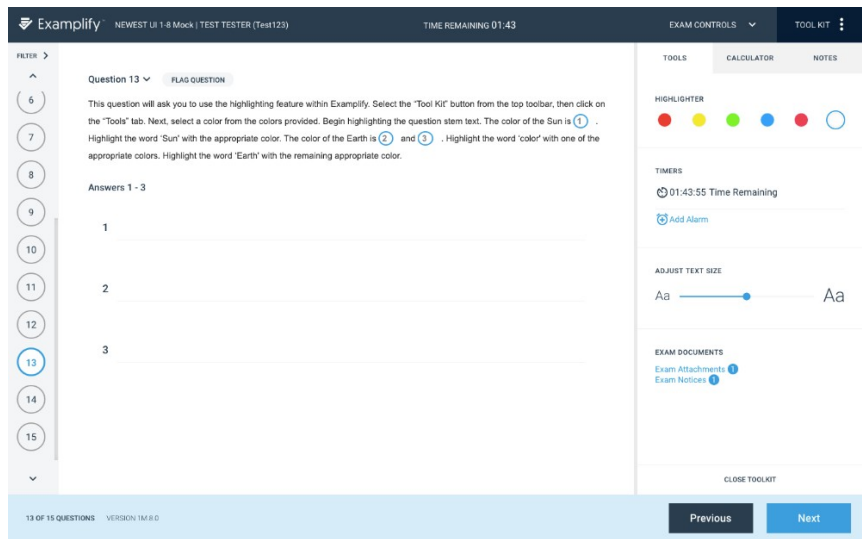 Examplify NEWEST UI 1-8 Mock | TEST TESTER (Test123) TIME REMAINING 01:43 EXAM CONTROLS TOOL KIT
FILTER
6
7
8
9
10
11
12
13
14
15
Question 13 FLAG QUESTION
This question will ask you to use the highlighting feature within Examplify. Select the "Tool Kit" button from the top toolbar, then click on
the "Tools" tab. Next, select a color from the colors provided. Begin highlighting the question stem text. The color of the Sun is 1 .
Highlight the word 'Sun' with the appropriate color. The color of the Earth is 2 and 3 . Highlight the word 'color' with one of the
appropriate colors. Highlight the word 'Earth' with the remaining appropriate color.
Answers 1 - 3
1
2
3
TOOLS CALCULATOR NOTES
HIGHLIGHTER
TIMERS
01:43:55 Time Remaining
Add Alarm
ADJUST TEXT SIZE
Aa Aa
EXAM DOCUMENTS
Exam Attachments 1
Exam Notices 1
CLOSE TOOLKIT
13 OF 15 QUESTIONS VERSION 1M.8.0
Previous Next